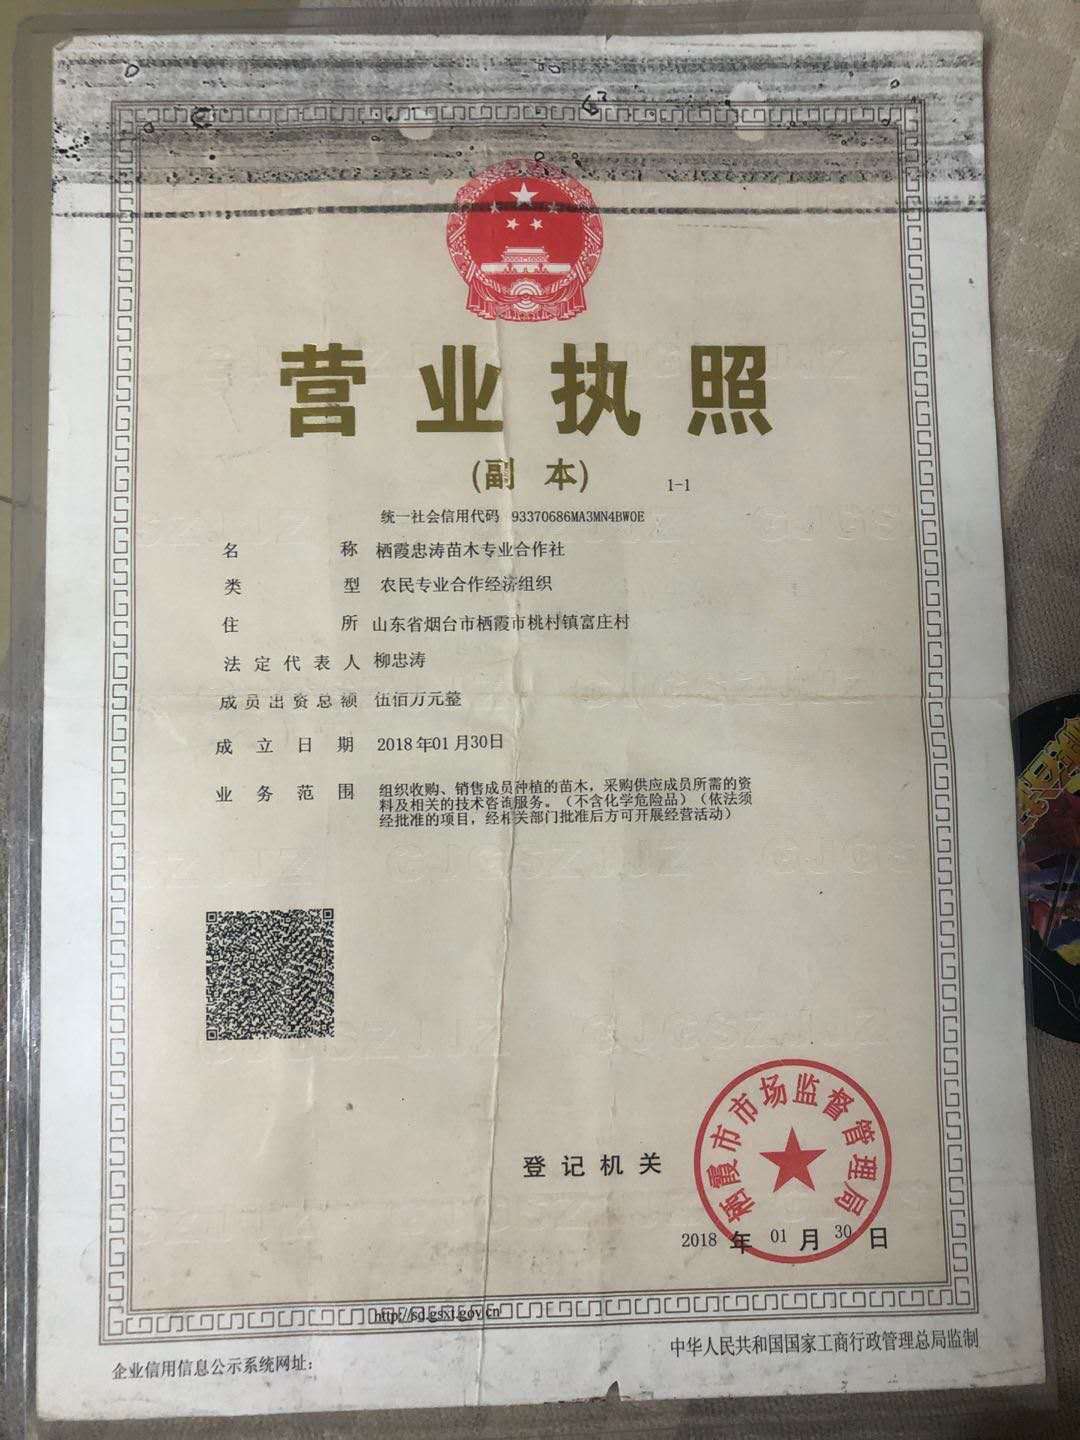 营业执照
(副 本)
1-1
统一社会信用代码 93370686MA3MN4BW0E
名 称 栖霞忠涛苗木专业合作社
类 型 农民专业合作经济组织
住 所 山东省烟台市栖霞市桃村镇富庄村
法定代表人 柳忠涛
成员出资总额 伍佰万元整
成立日期 2018年01月30日
业务范围 组织收购、销售成员种植的苗木，采购供应成员所需的资
料及相关的技术咨询服务。（不含化学危险品）（依法须
经批准的项目，经相关部门批准后方可开展经营活动）
登记机关
栖霞市市场监督管理局
2018 年 01 月 30 日
http://sd.gsxt.gov.cn
企业信用信息公示系统网址：
中华人民共和国国家工商行政管理总局监制